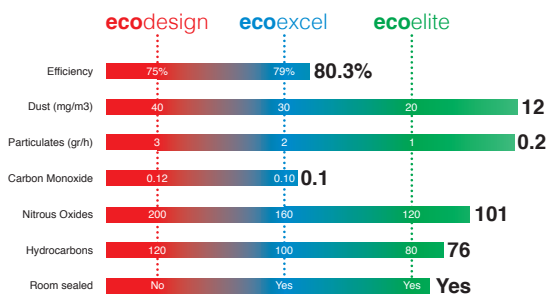 ecodesign ecoexcel ecoelite
Efficiency 75% 79% 80.3%
Dust (mg/m3) 40 30 20 12
Particulates (gr/h) 3 2 1 0.2
Carbon Monoxide 0.12 0.10 0.1
Nitrous Oxides 200 160 120 101
Hydrocarbons 120 100 80 76
Room sealed No Yes Yes Yes